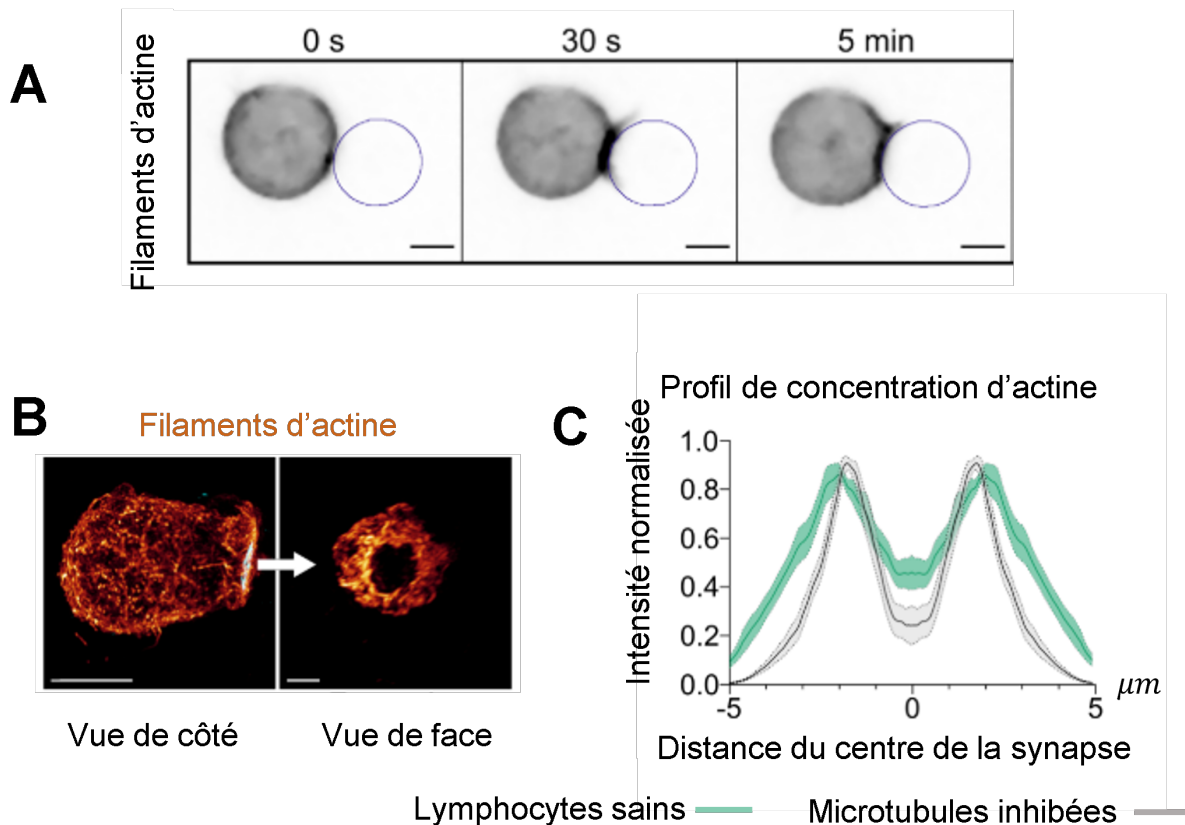 A
Filaments d'actine
0 s
30 s
5 min
B
Filaments d'actine
Vue de côté
Vue de face
C
Profil de concentration d'actine
Intensité normalisée
1.0
0.8
0.6
0.4
0.2
0.0
-5
0
5
μm
Distance du centre de la synapse
Lymphocytes sains
Microtubules inhibées